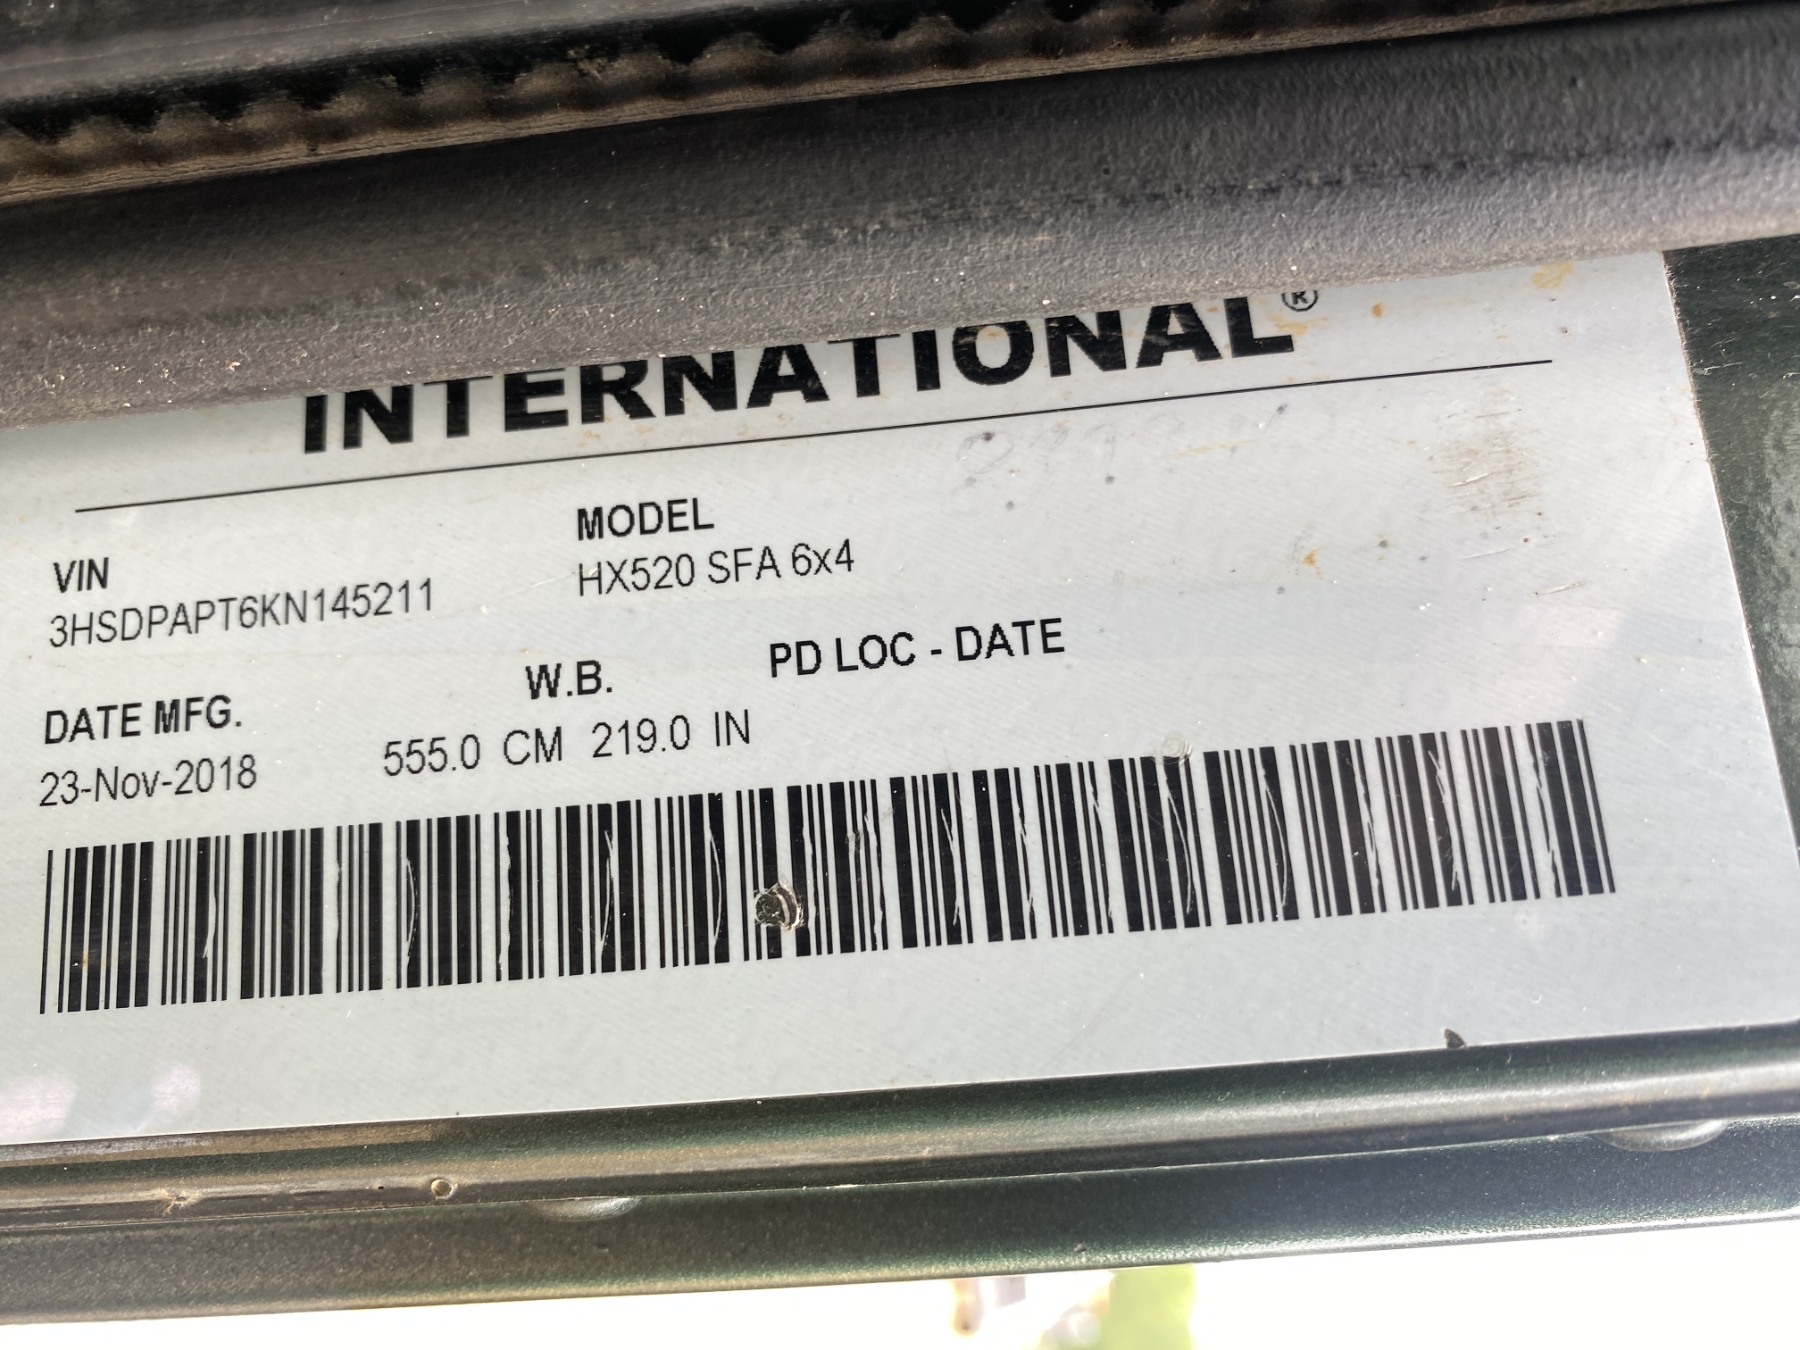 INTERNATIONAL®
VIN
MODEL
3HSDPAPT6KN145211
HX520 SFA 6x4
DATE MFG.
W.B.
PD LOC - DATE
23-Nov-2018
555.0 CM 219.0 IN